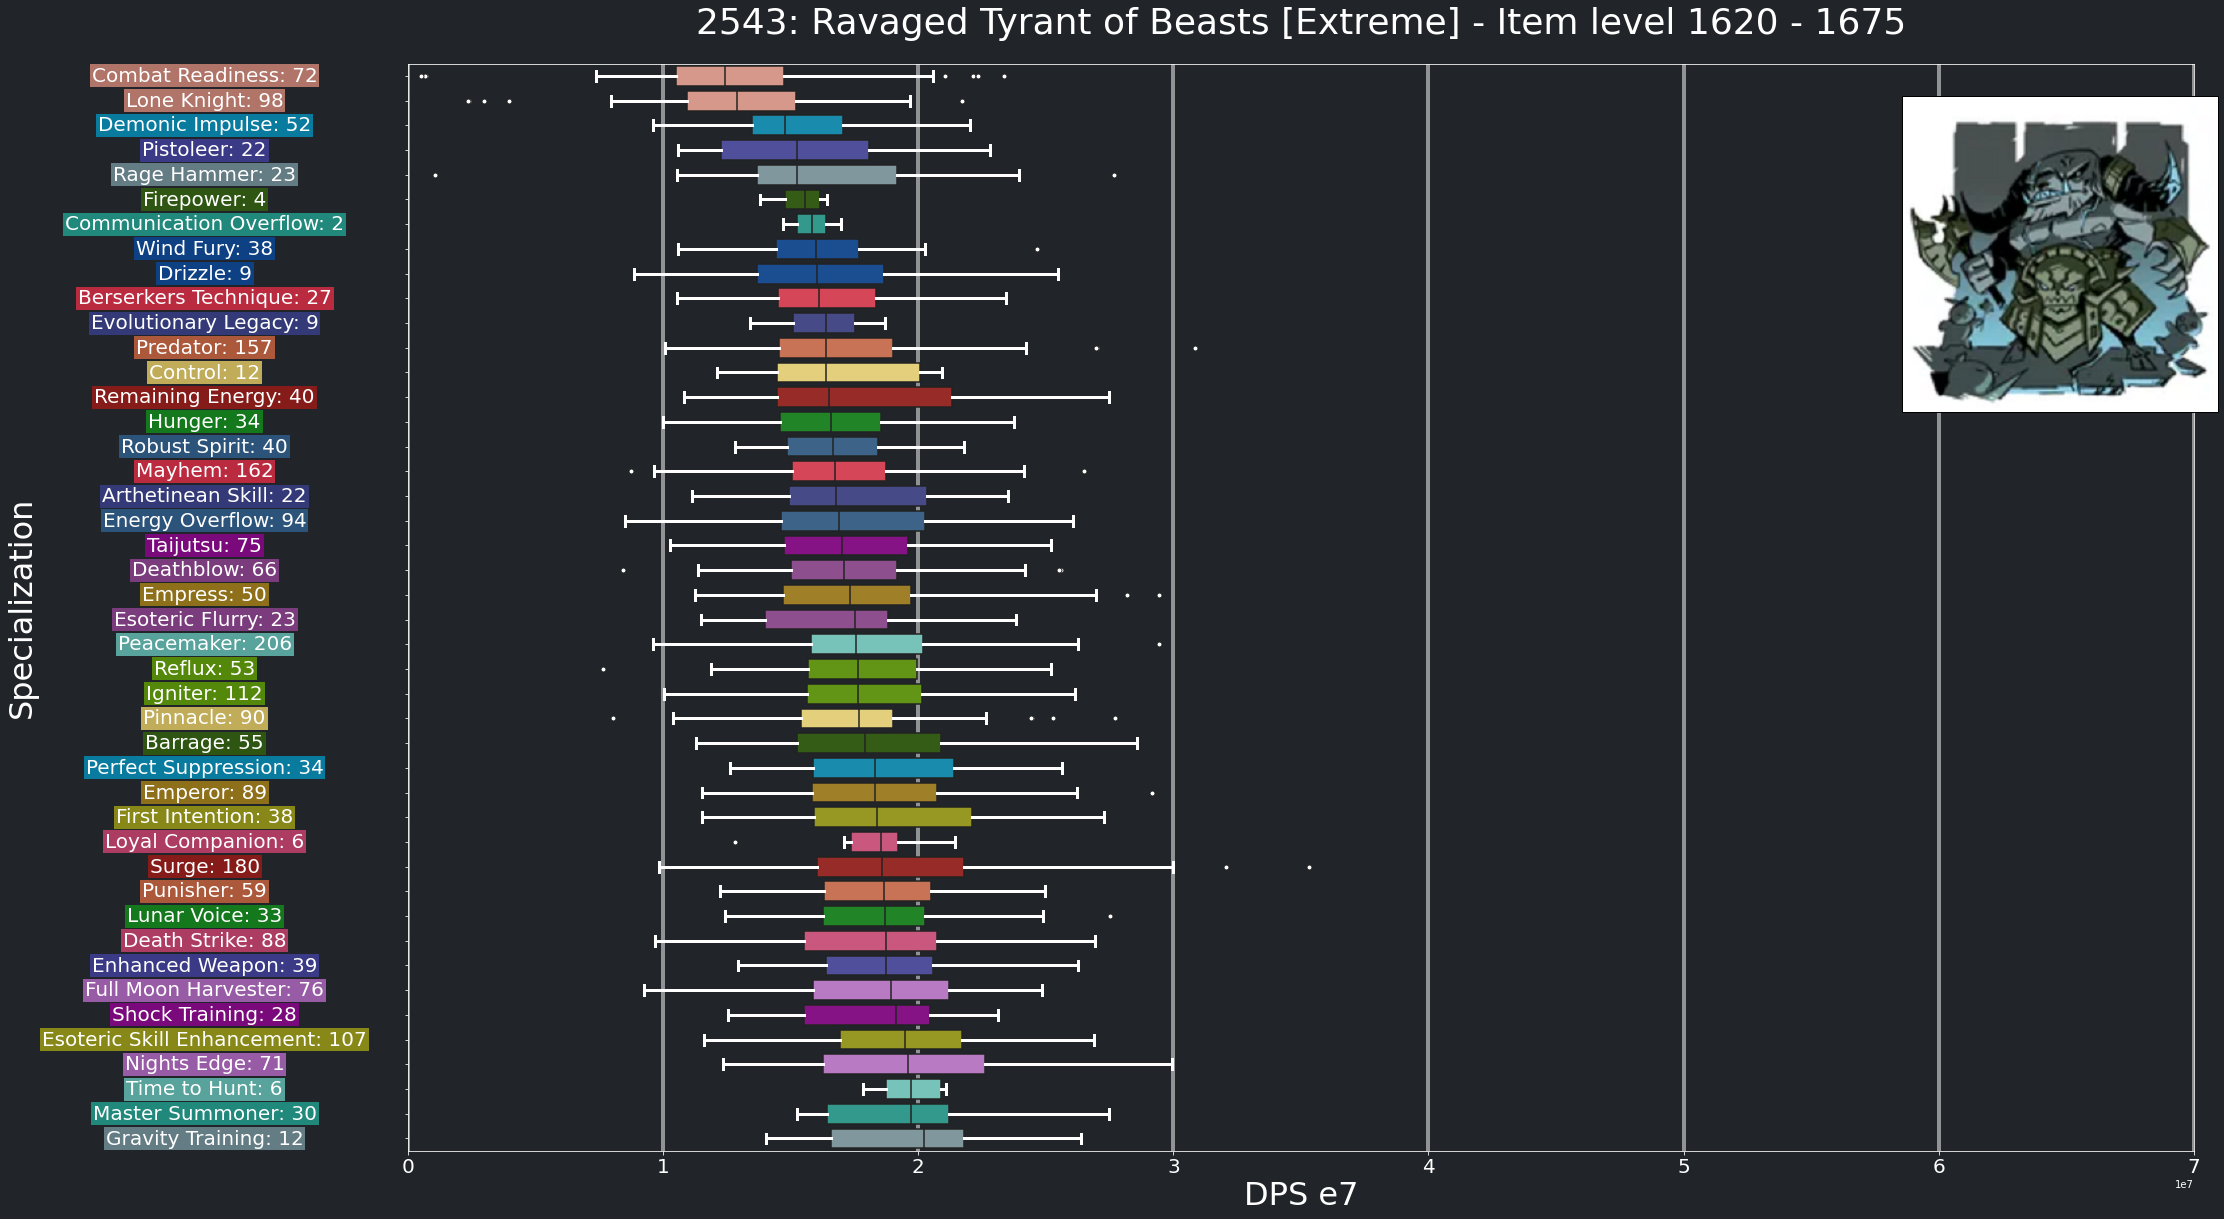 2543: Ravaged Tyrant of Beasts [Extreme] - Item level 1620 - 1675
Specialization
Combat Readiness: 72
Lone Knight: 98
Demonic Impulse: 52
Pistoleer: 22
Rage Hammer: 23
Firepower: 4
Communication Overflow: 2
Wind Fury: 38
Drizzle: 9
Berserkers Technique: 27
Evolutionary Legacy: 9
Predator: 157
Control: 12
Remaining Energy: 40
Hunger: 34
Robust Spirit: 40
Mayhem: 162
Arthetinean Skill: 22
Energy Overflow: 94
Taijutsu: 75
Deathblow: 66
Empress: 50
Esoteric Flurry: 23
Peacemaker: 206
Reflux: 53
Igniter: 112
Pinnacle: 90
Barrage: 55
Perfect Suppression: 34
Emperor: 89
First Intention: 38
Loyal Companion: 6
Surge: 180
Punisher: 59
Lunar Voice: 33
Death Strike: 88
Enhanced Weapon: 39
Full Moon Harvester: 76
Shock Training: 28
Esoteric Skill Enhancement: 107
Nights Edge: 71
Time to Hunt: 6
Master Summoner: 30
Gravity Training: 12
0 1 2 3 4 5 6 7
1e7
DPS e7